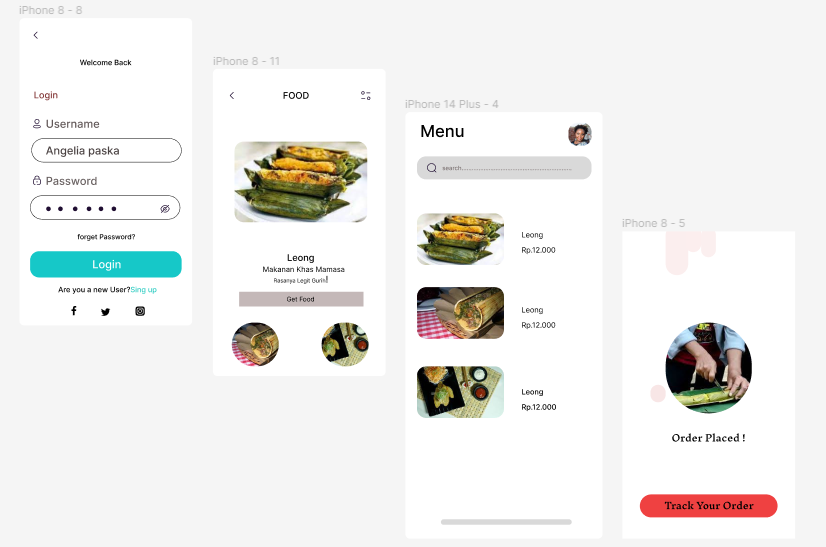 iPhone 8 - 8
Welcome Back
Login
Username
Angelia paska
Password
forget Password?
Login
Are you a new User?Sing up
iPhone 8 - 11
FOOD
Leong
Makanan Khas Mamasa
Rasanya Legit Gurih!
Get Food
iPhone 14 Plus - 4
Menu
search...............................................................
Leong
Rp.12.000
Leong
Rp.12.000
Leong
Rp.12.000
iPhone 8 - 5
Order Placed !
Track Your Order